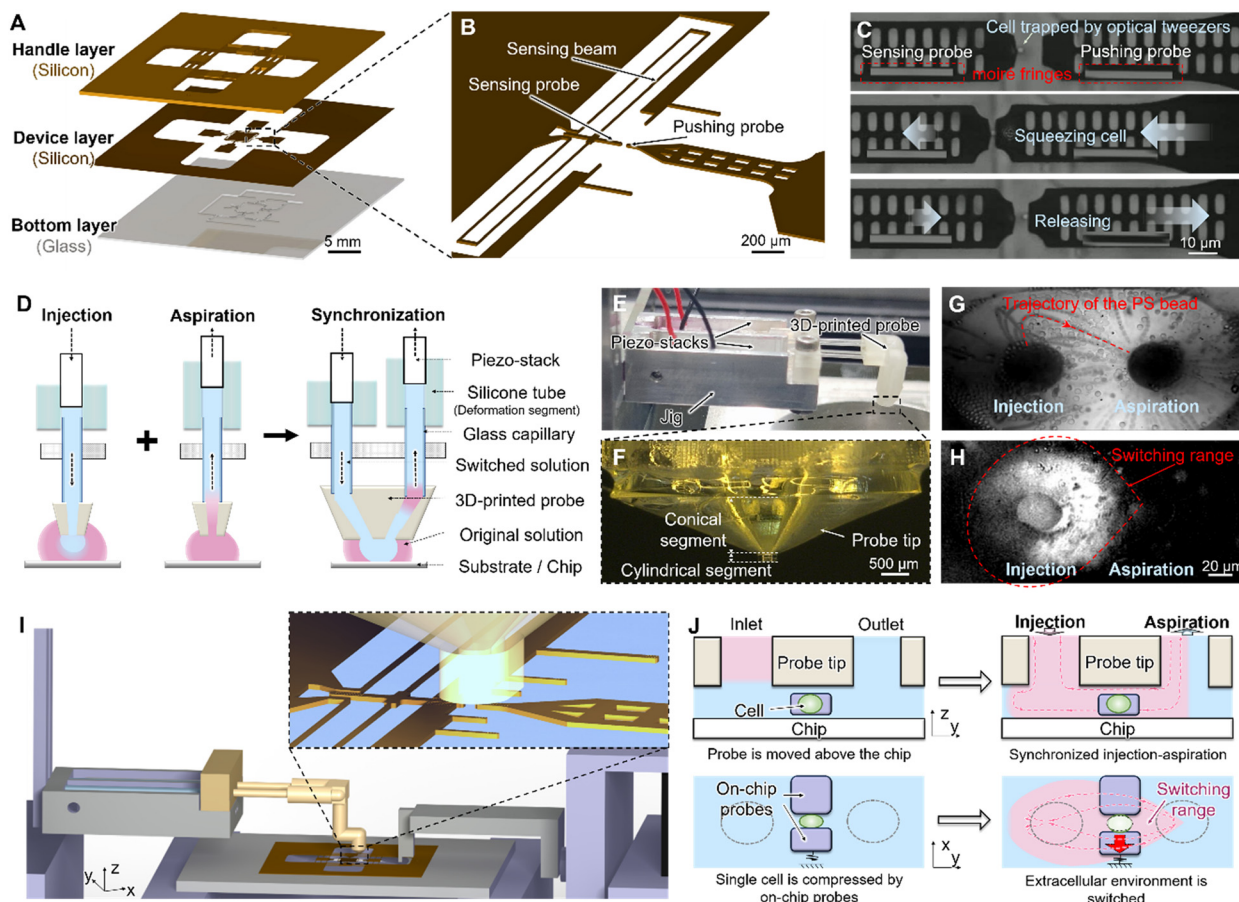 A
Handle layer
(Silicon)
Device layer
(Silicon)
Bottom layer
(Glass)
5 mm
B
Sensing beam
Sensing probe
Pushing probe
200 µm
C
Cell trapped by optical tweezers
Sensing probe
Pushing probe
moire fringes
Squeezing cell
Releasing
10 µm
D
Injection
Aspiration
Synchronization
Piezo-stack
Silicone tube
(Deformation segment)
Glass capillary
Switched solution
3D-printed probe
Original solution
Substrate / Chip
E
Piezo-stacks
3D-printed probe
Jig
F
Conical
segment
Cylindrical segment
Probe tip
500 µm
G
Trajectory of the PS bead
Injection
Aspiration
H
Switching range
Injection
Aspiration
20 µm
I
z
y
x
J
Inlet
Outlet
Probe tip
Cell
Chip
z
y
Probe is moved above the chip
Injection
Aspiration
Probe tip
Chip
Synchronized injection-aspiration
On-chip
probes
x
y
Single cell is compressed by
on-chip probes
Switching
range
Extracellular environment is
switched